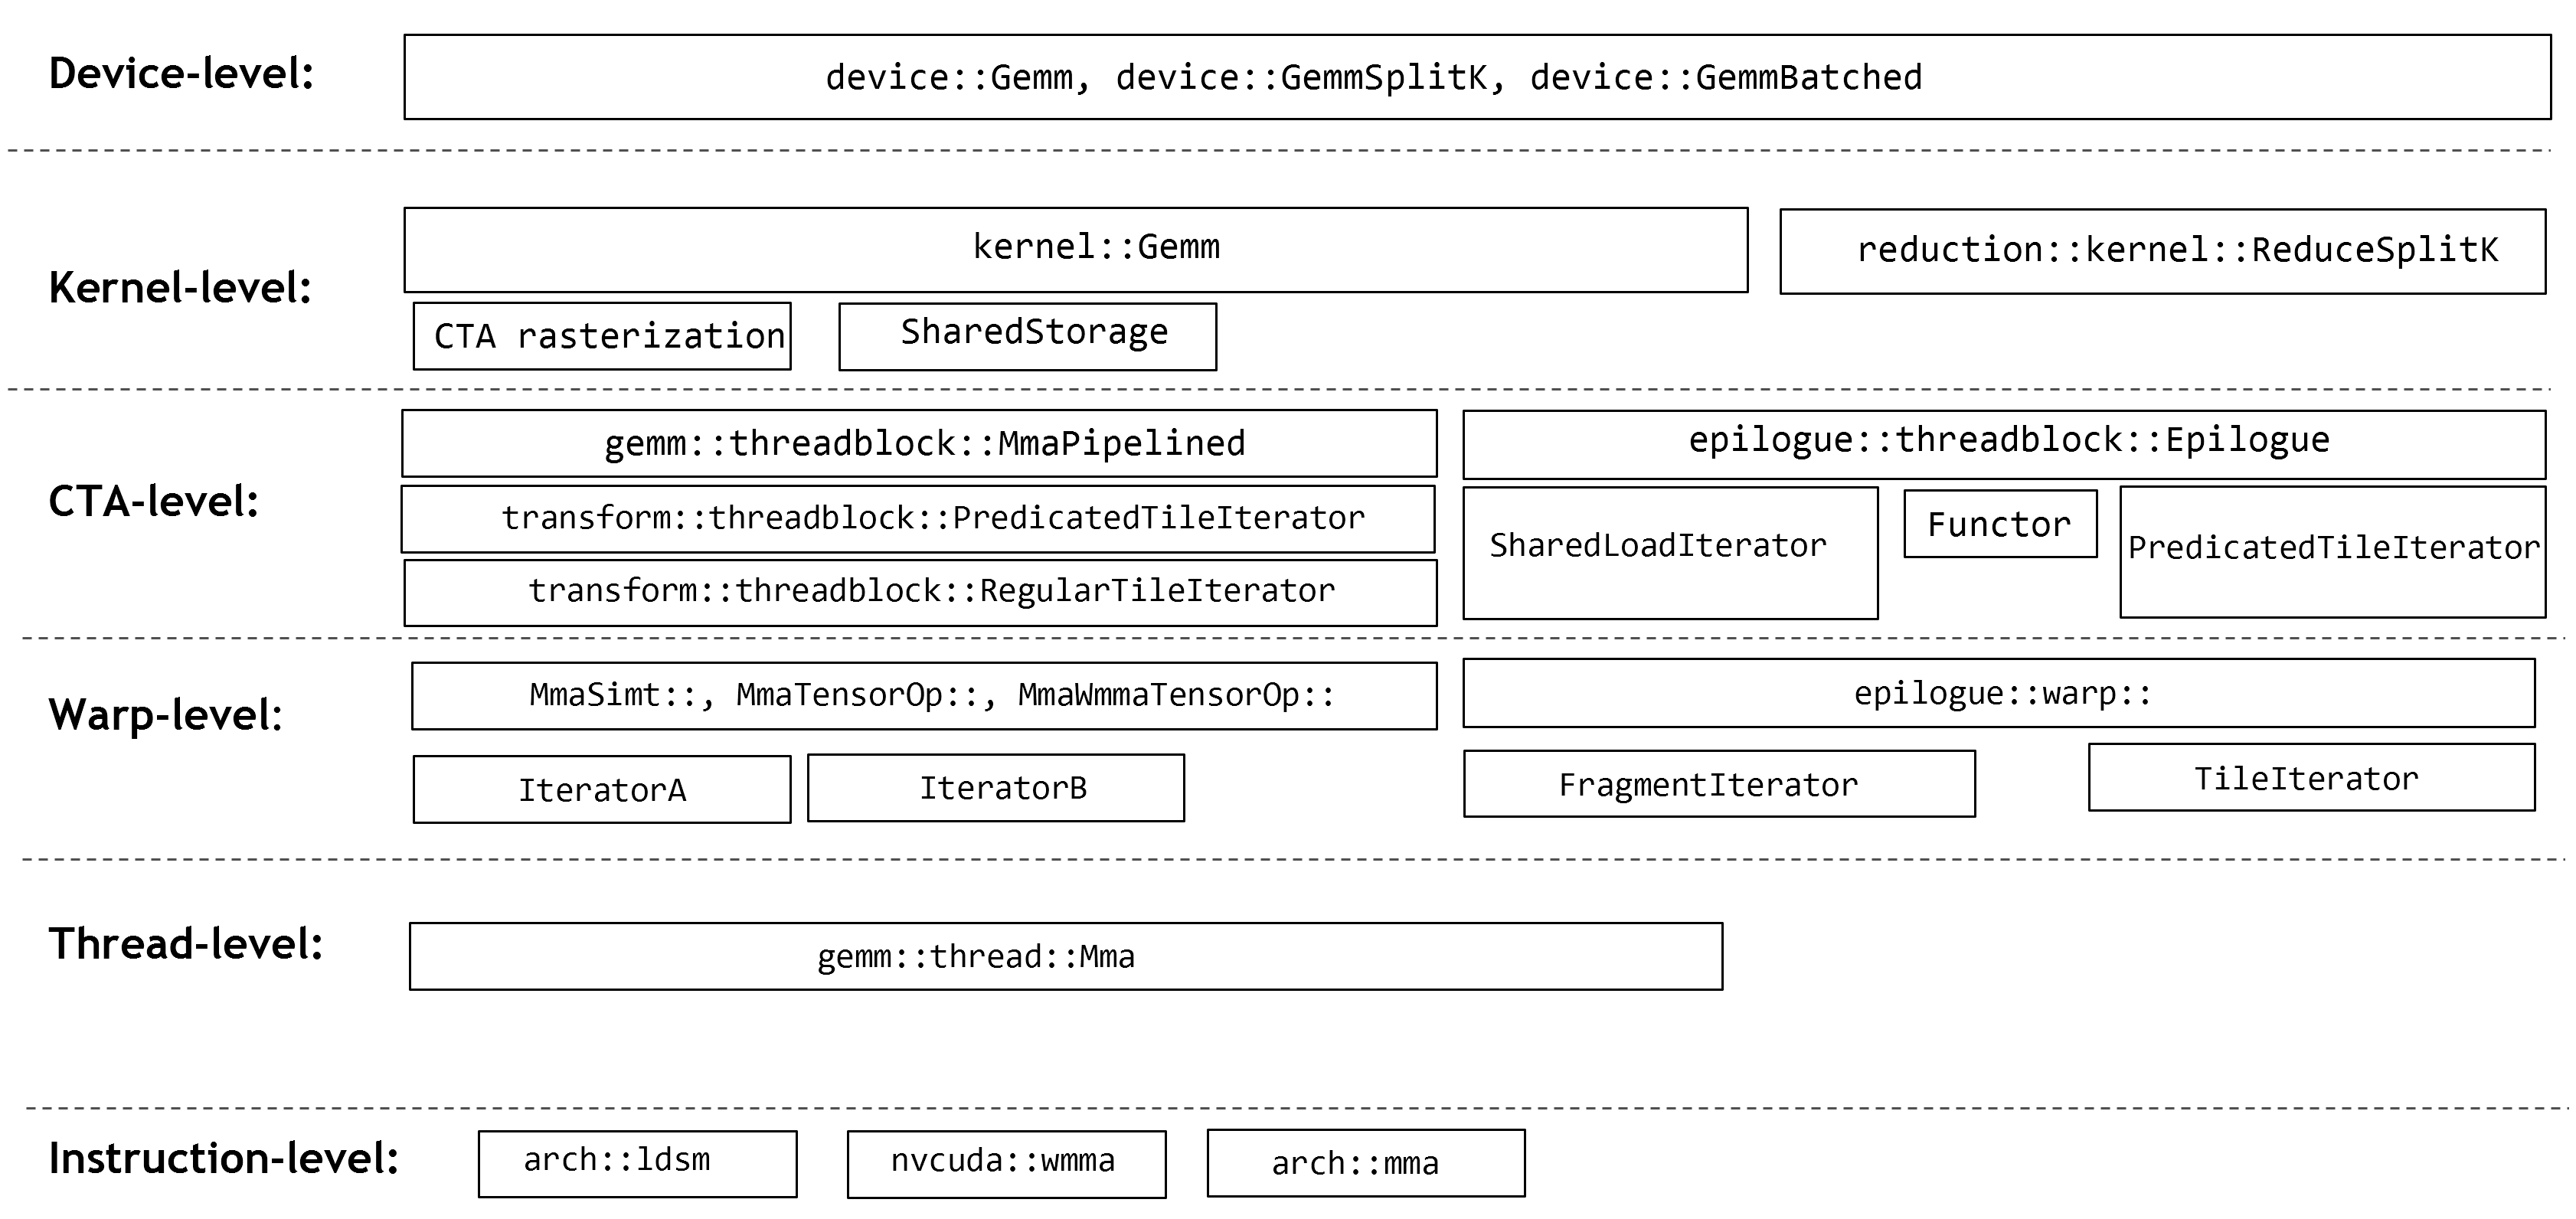 Device-level:
device::Gemm, device::GemmSplitK, device::GemmBatched
Kernel-level:
kernel::Gemm
reduction::kernel::ReduceSplitK
CTA rasterization
SharedStorage
CTA-level:
gemm::threadblock::MmaPipelined
transform::threadblock::PredicatedTileIterator
transform::threadblock::RegularTileIterator
epilogue::threadblock::Epilogue
SharedLoadIterator
Functor
PredicatedTileIterator
Warp-level:
MmaSimt::, MmaTensorOp::, MmaWmmaTensorOp::
IteratorA
IteratorB
epilogue::warp::
FragmentIterator
TileIterator
Thread-level:
gemm::thread::Mma
Instruction-level:
arch::ldsm
nvcuda::wmma
arch::mma